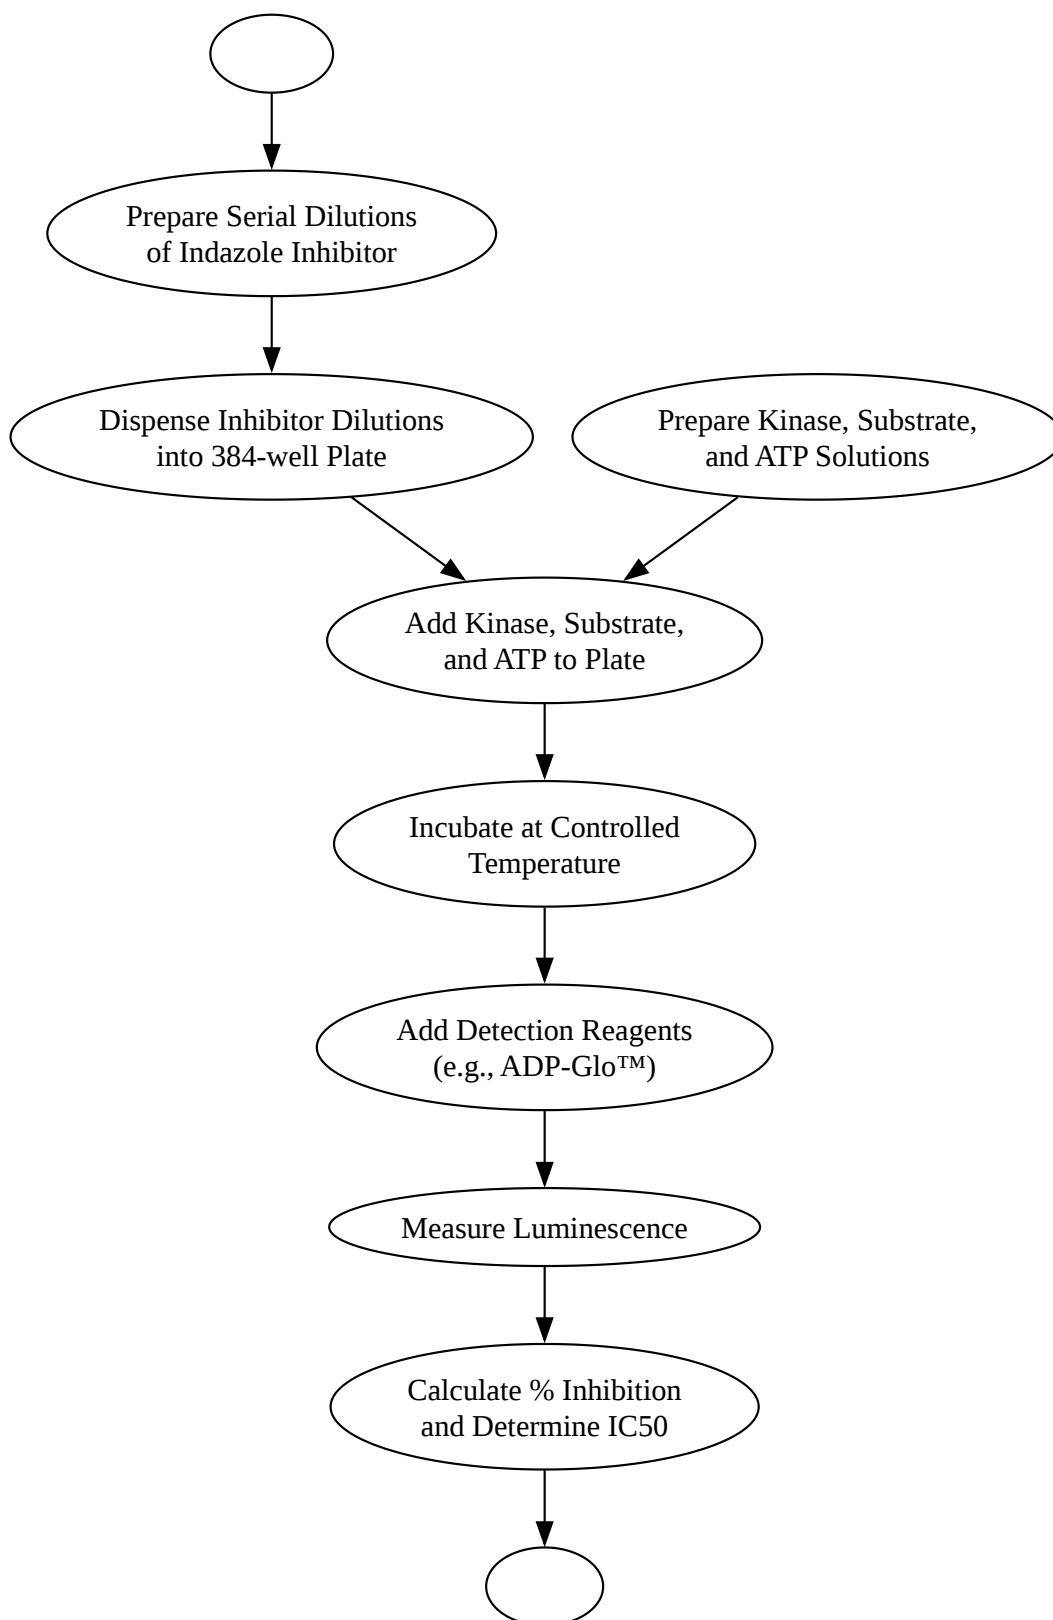 Prepare Serial Dilutions
of Indazole Inhibitor
Dispense Inhibitor Dilutions
into 384-well Plate
Prepare Kinase, Substrate,
and ATP Solutions
Add Kinase, Substrate,
and ATP to Plate
Incubate at Controlled
Temperature
Add Detection Reagents
(e.g., ADP-Glo™)
Measure Luminescence
Calculate % Inhibition
and Determine IC50